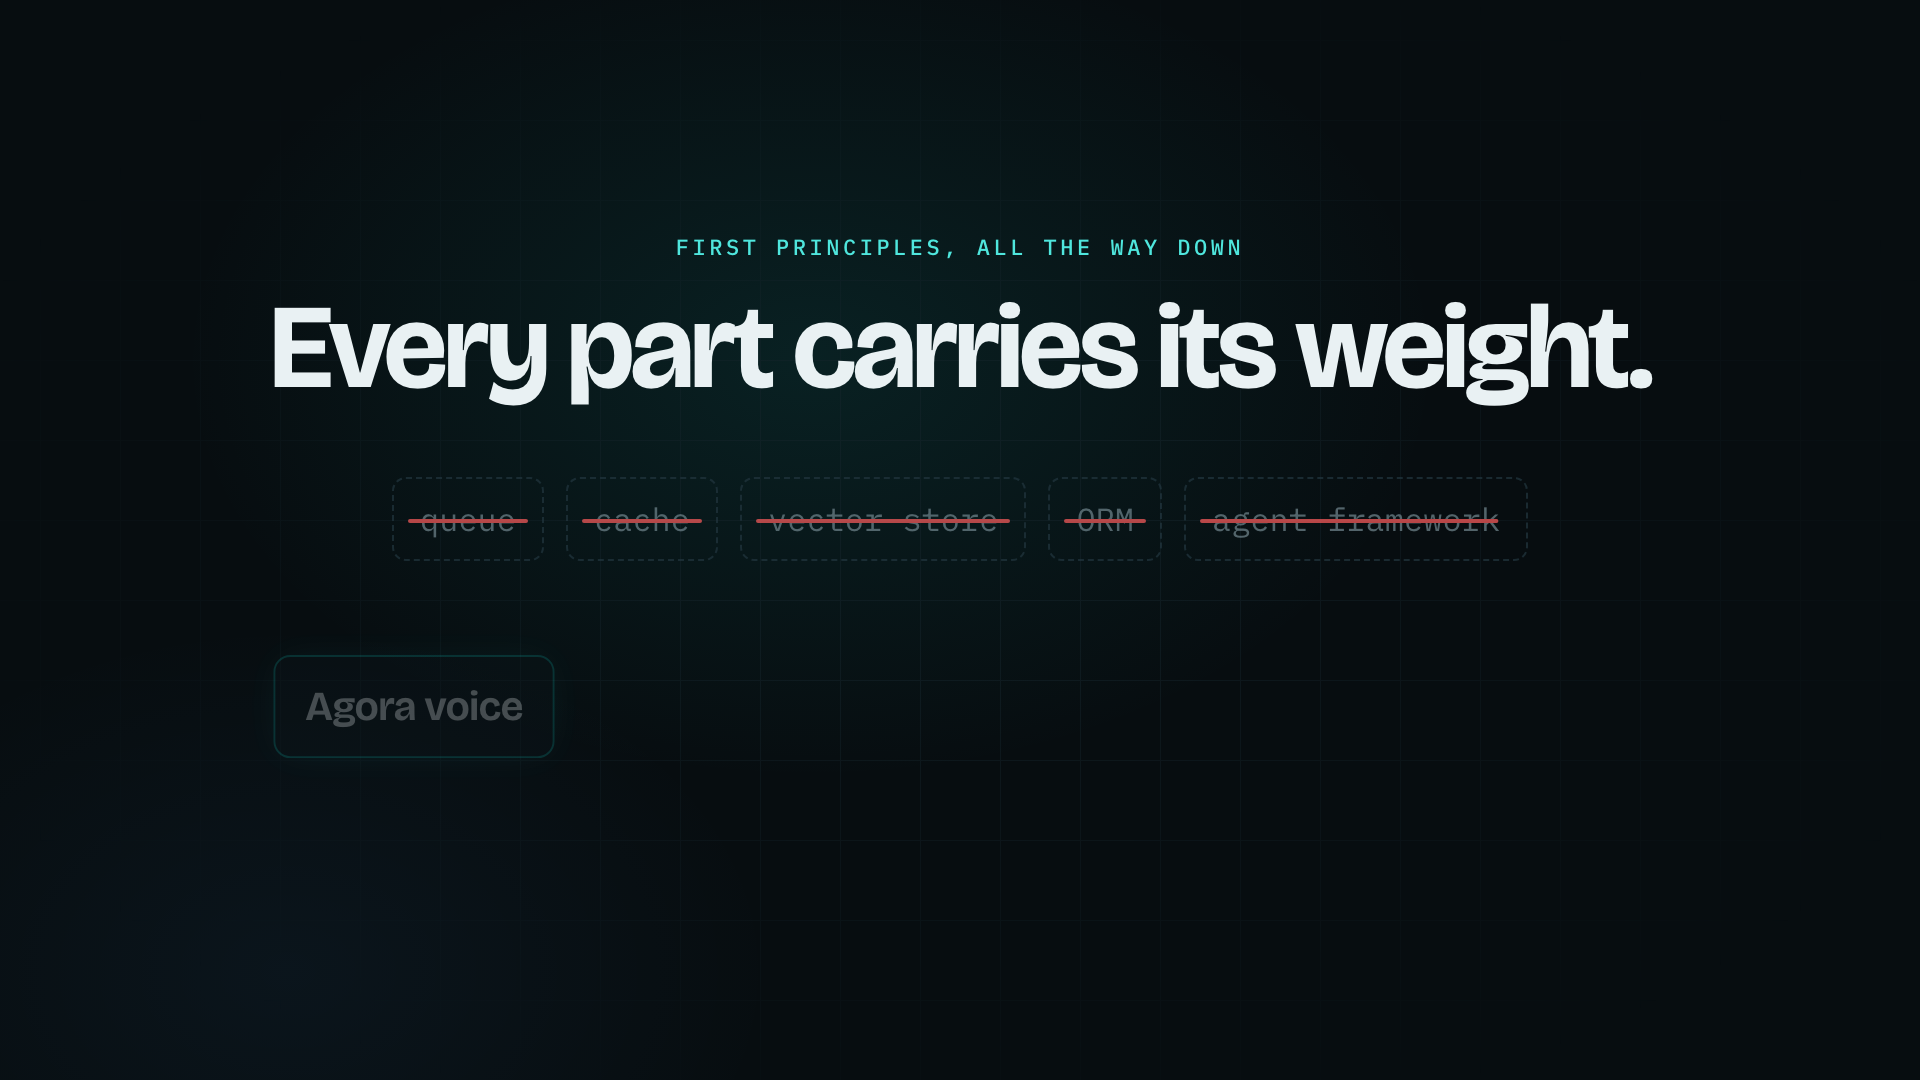 FIRST PRINCIPLES, ALL THE WAY DOWN
Every part carries its weight.
queue cache vector store ORM agent framework
Agora voice